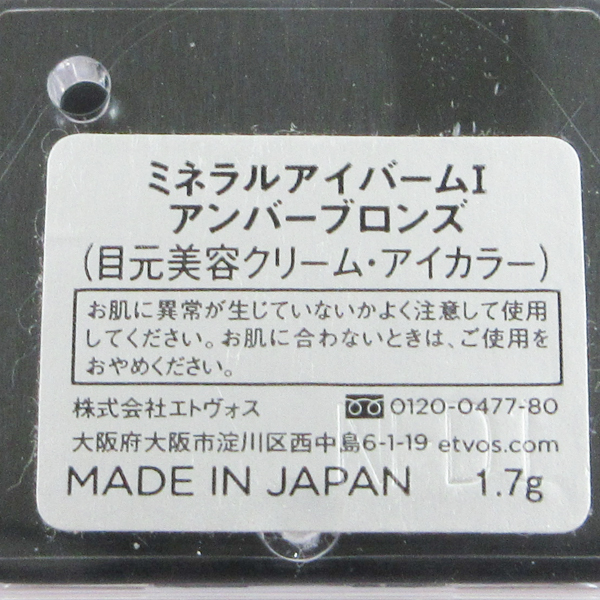 ミネラルアイバームI
アンバーブロンズ
(目元美容クリーム・アイカラー)
お肌に異常が生じていないかよく注意して使用
してください。お肌に合わないときは、ご使用を
おやめください。
株式会社エトヴォス 0120-0477-80
大阪府大阪市淀川区西中島6-1-19 etvos.com
MADE IN JAPAN 1.7g